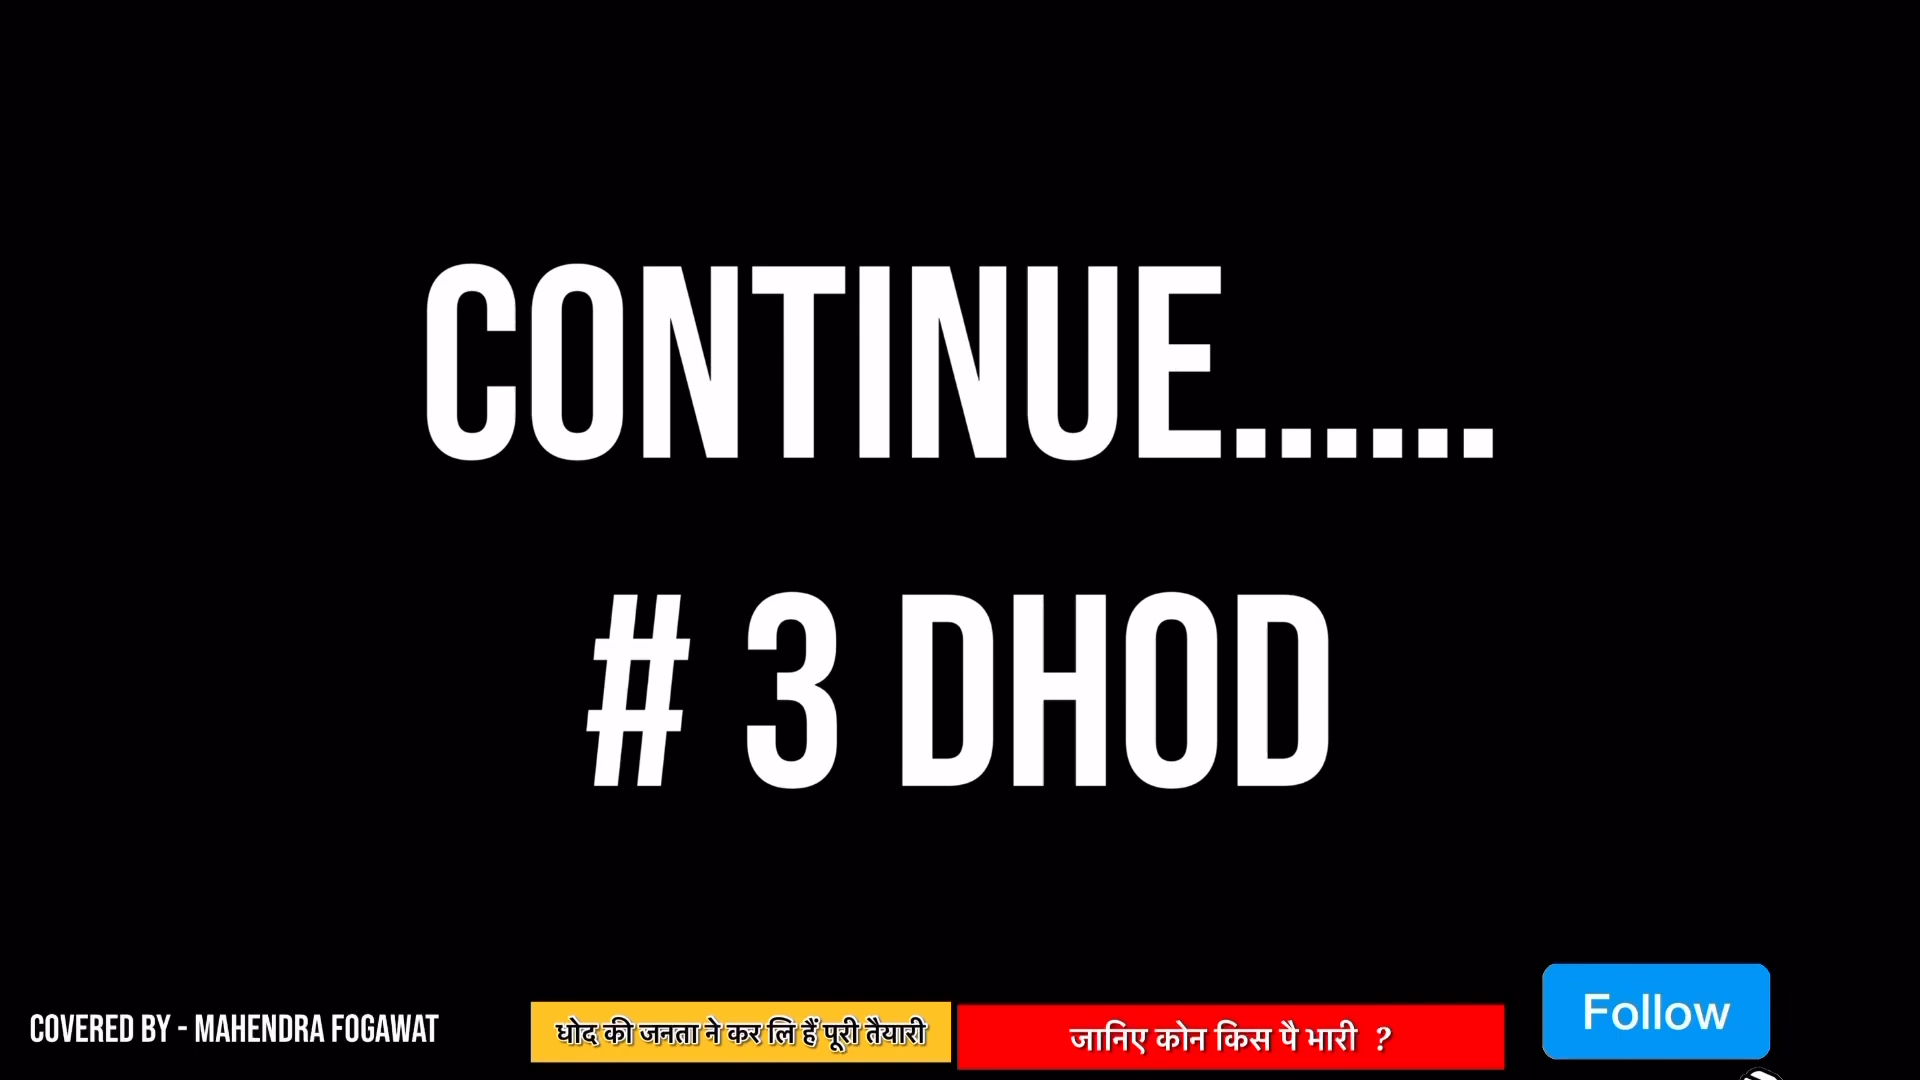 CONTINUE......
# 3 DHOD
COVERED BY - MAHENDRA FOGAWAT
धोद की जनता ने कर लि हैं पूरी तैयारी
जानिए कोन किस पै भारी ?
Follow